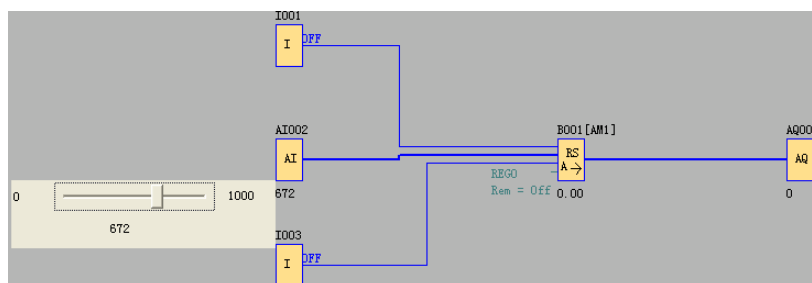 I001
I OFF
AI002
B001[AM1]
AQ00
AI
RS
A→
AQ
REG0
Rem = Off
0 1000
672
672
0.00
0
I003
I OFF